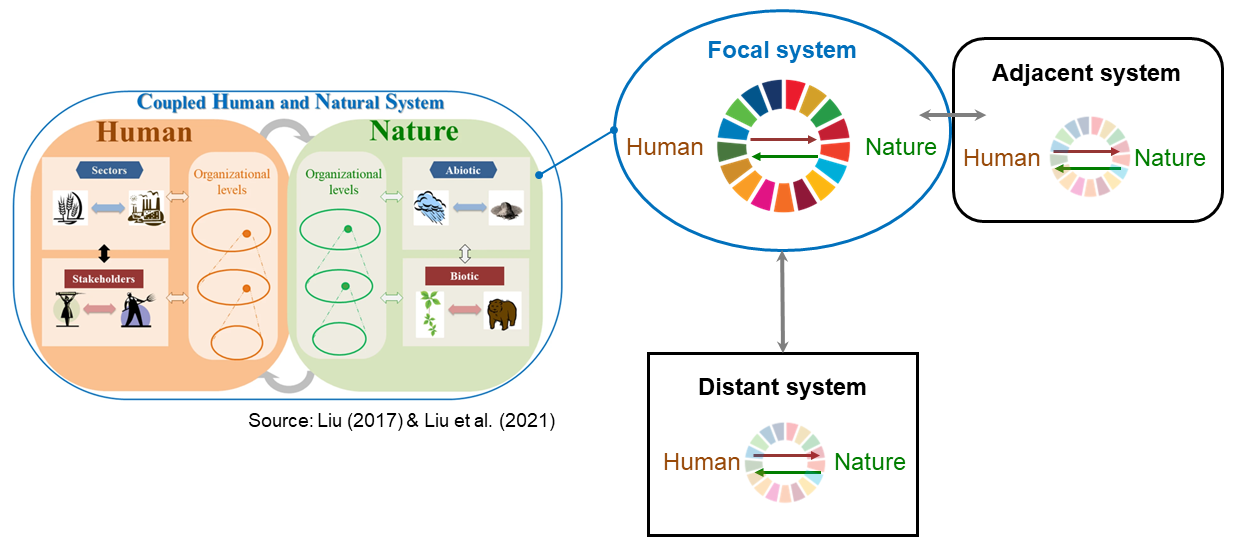 Coupled Human and Natural System
Human
Nature
Sectors
Organizational
levels
Organizational
levels
Abiotic
Stakeholders
Biotic
Source: Liu (2017) & Liu et al. (2021)
Focal system
Human
Nature
Adjacent system
Human
Nature
Distant system
Human
Nature